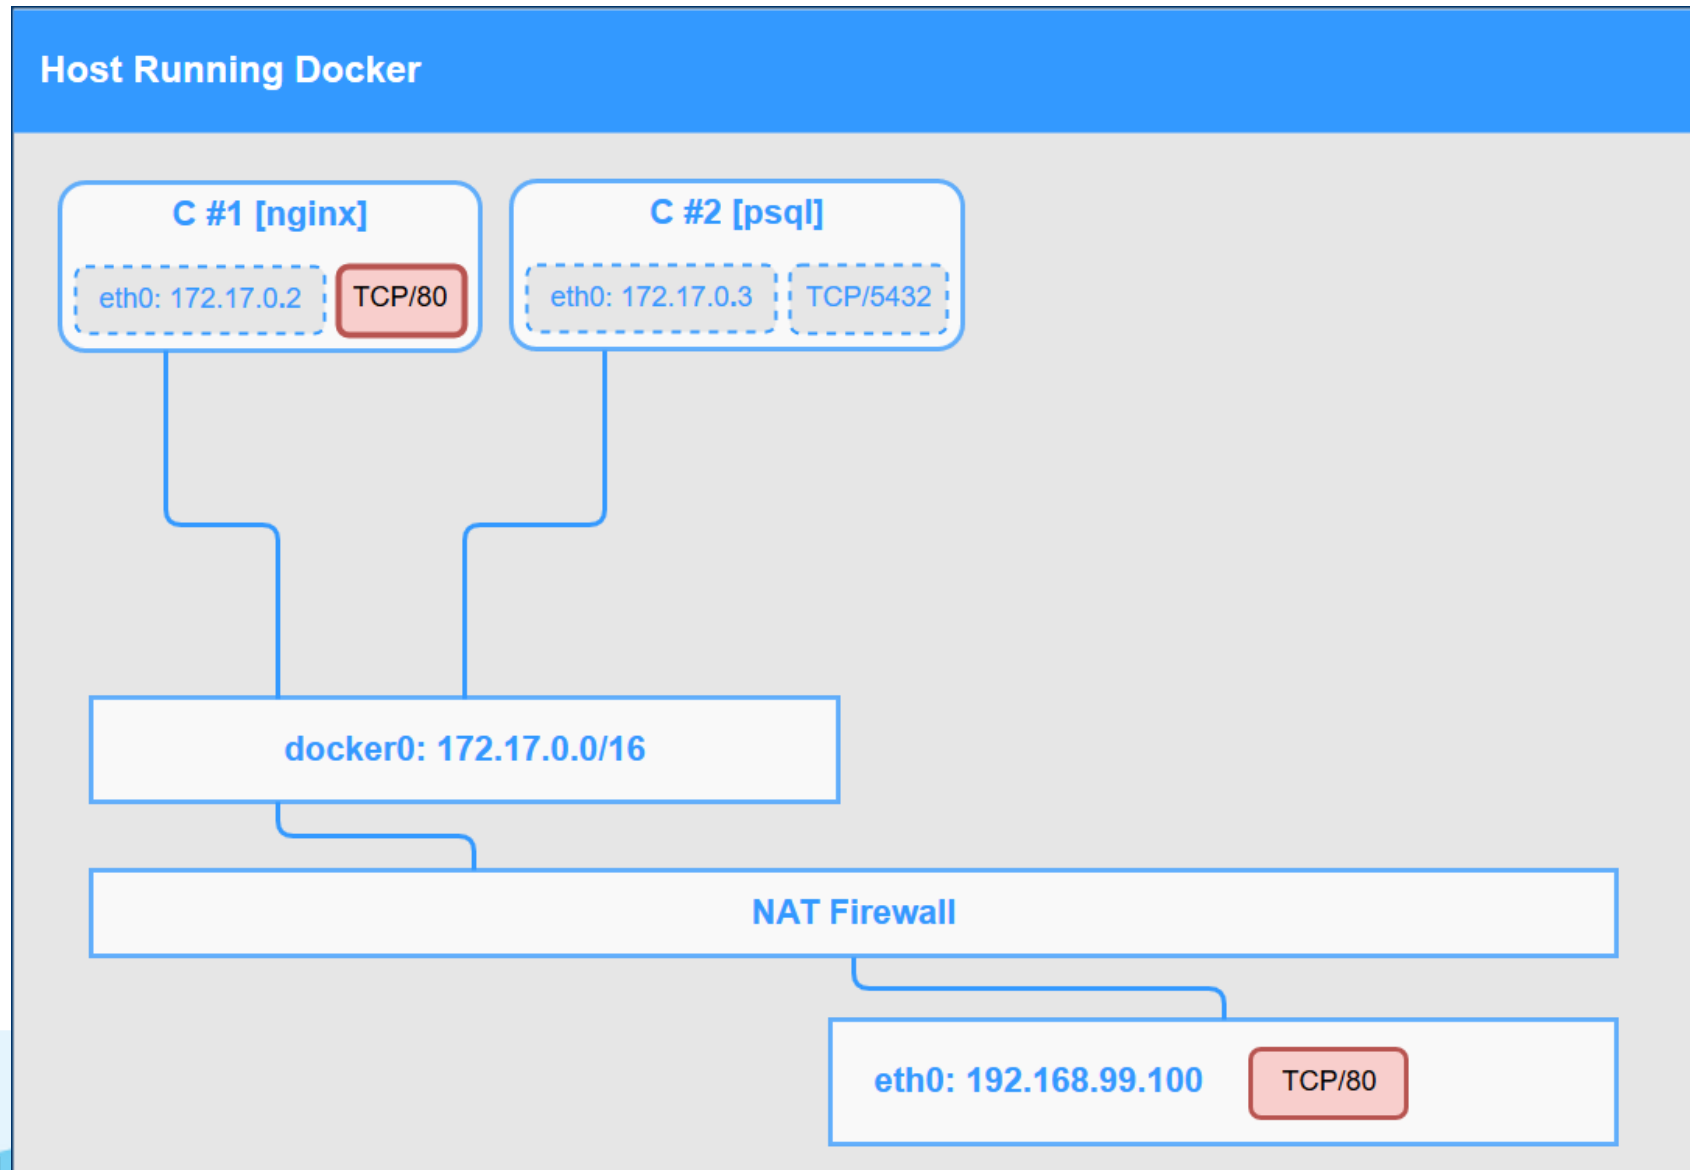 Host Running Docker
C #1 [nginx]
eth0: 172.17.0.2
TCP/80
C #2 [psql]
eth0: 172.17.0.3
TCP/5432
docker0: 172.17.0.0/16
NAT Firewall
eth0: 192.168.99.100
TCP/80